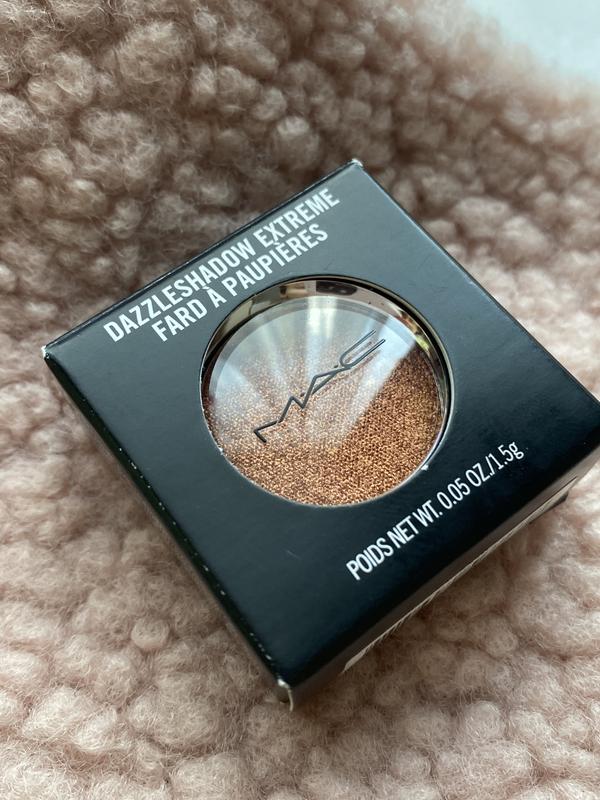 DAZZLESHADOW EXTREME
FARD À PAUPIÈRES
MAC
POIDS NET WT. 0.05 OZ/1.5g